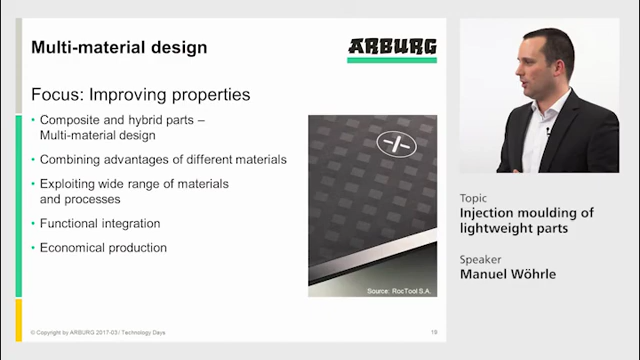 Multi-material design
ARBURG
Focus: Improving properties
• Composite and hybrid parts –
Multi-material design
• Combining advantages of different materials
• Exploiting wide range of materials
and processes
• Functional integration
• Economical production
Source: RocTool S.A.
© Copyright by ARBURG 2017-03 / Technology Days
18
Topic
Injection moulding of
lightweight parts
Speaker
Manuel Wöhrle